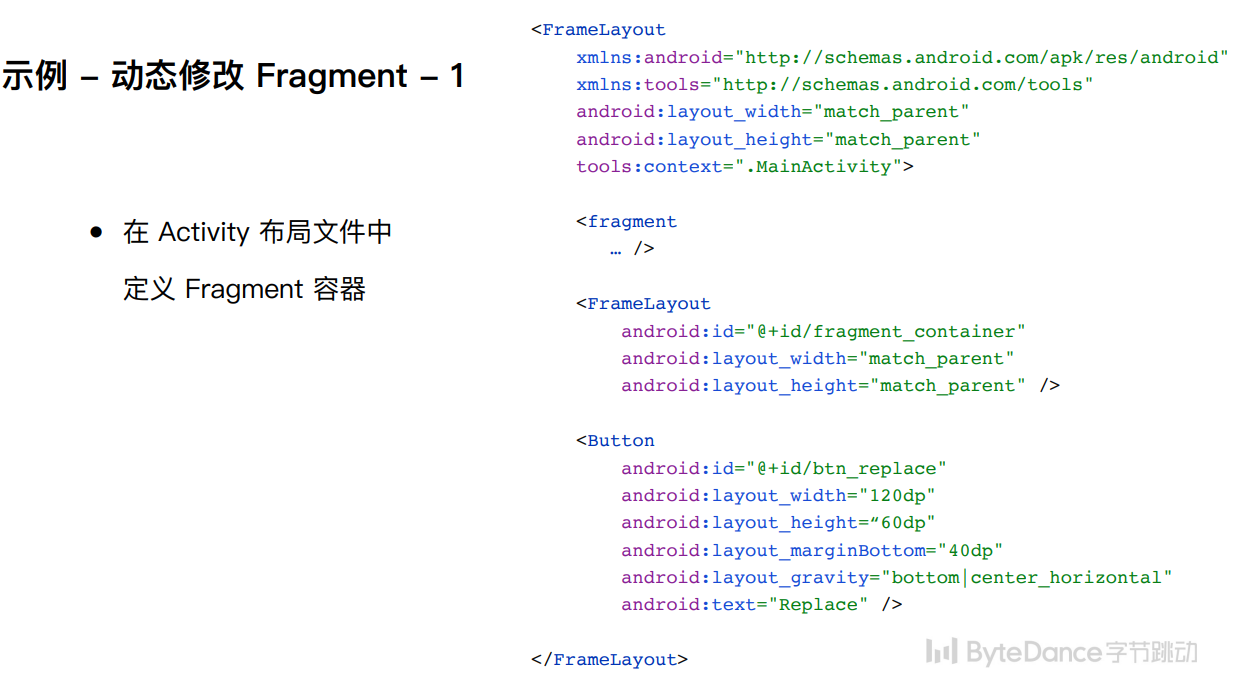 示例 – 动态修改 Fragment – 1
● 在 Activity 布局文件中
定义 Fragment 容器
<FrameLayout
xmlns:android="http://schemas.android.com/apk/res/android"
xmlns:tools="http://schemas.android.com/tools"
android:layout_width="match_parent"
android:layout_height="match_parent"
tools:context=".MainActivity">
<fragment
… />
<FrameLayout
android:id="@+id/fragment_container"
android:layout_width="match_parent"
android:layout_height="match_parent" />
<Button
android:id="@+id/btn_replace"
android:layout_width="120dp"
android:layout_height=“60dp"
android:layout_marginBottom="40dp"
android:layout_gravity="bottom|center_horizontal"
android:text="Replace" />
</FrameLayout>
ByteDance字节跳动